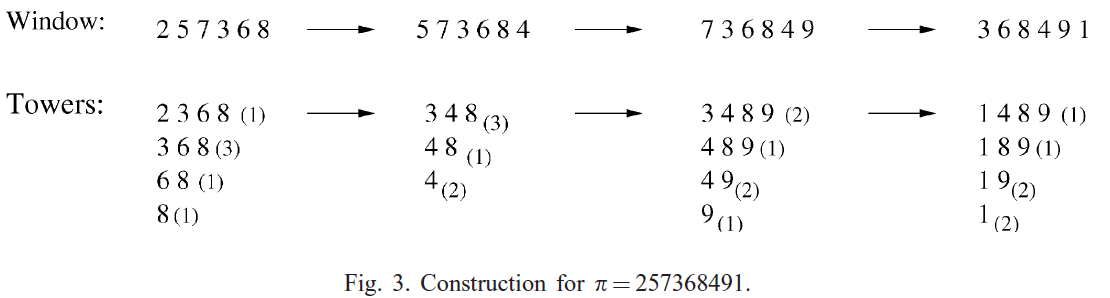 Window: 2 5 7 3 6 8 → 5 7 3 6 8 4 → 7 3 6 8 4 9 → 3 6 8 4 9 1
Towers: 2 3 6 8 (1) → 3 4 8 (3) → 3 4 8 9 (2) → 1 4 8 9 (1)
3 6 8 (3) 4 8 (1) 4 8 9 (1) 1 8 9 (1)
6 8 (1) 4 (2) 4 9 (2) 1 9 (2)
8 (1) 9 (1) 1 (2)
Fig. 3. Construction for π = 257368491.